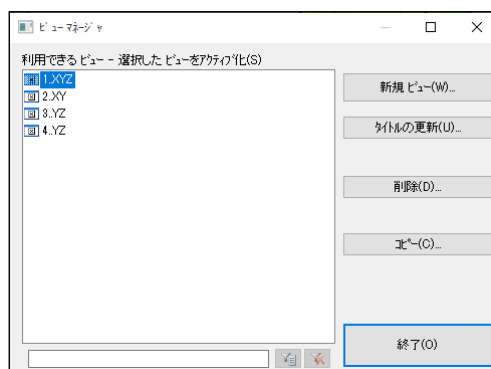 ﾋﾞｭｰﾏﾈｰｼﾞｬ
利用できるﾋﾞｭｰ - 選択したﾋﾞｭｰをｱｸﾃｨﾌﾞ化(S)
1.XYZ
2.XY
3..YZ
4..YZ
新規ﾋﾞｭｰ(W)...
ﾀｲﾄﾙの更新(U)...
削除(D)...
ｺﾋﾟｰ(C)...
終了(O)